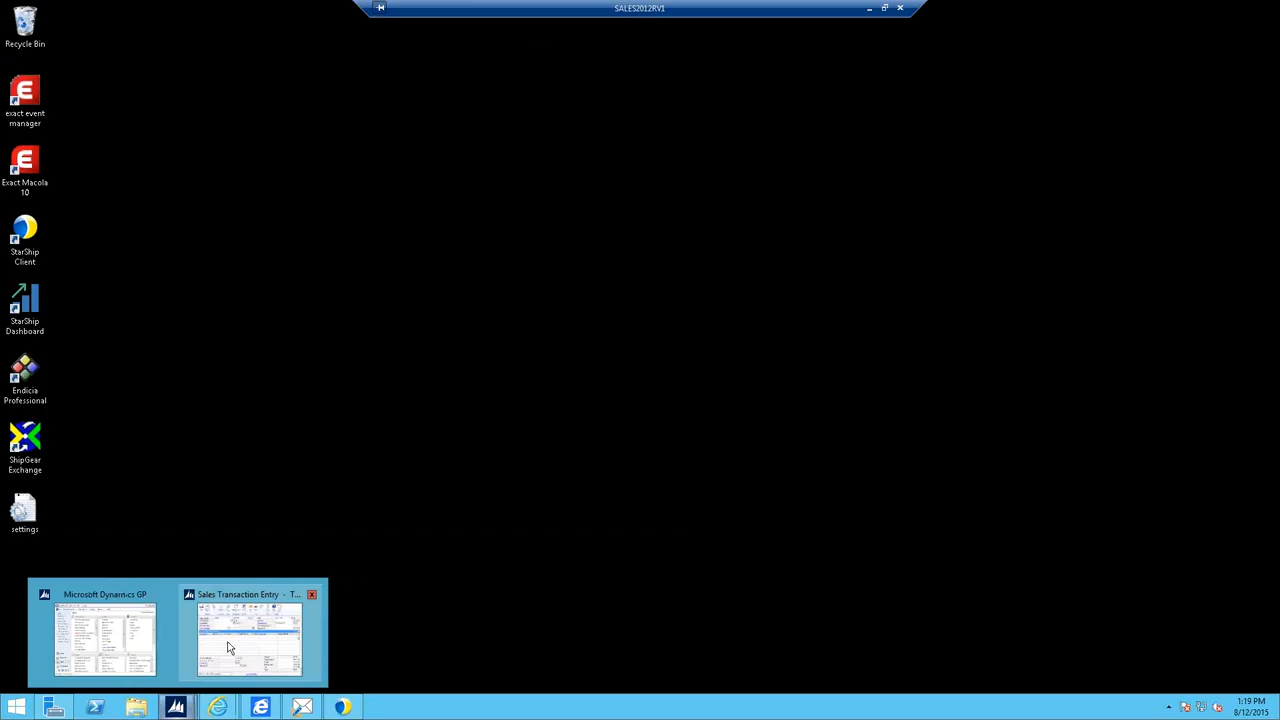 SALES2012RV1
Recycle Bin
exact event
manager
Exact Macola
10
StarShip
Client
StarShip
Dashboard
Endicia
Professional
ShipGear
Exchange
settings
Microsoft Dynamics GP
Sales Transaction Entry - T...
1:19 PM
8/12/2015